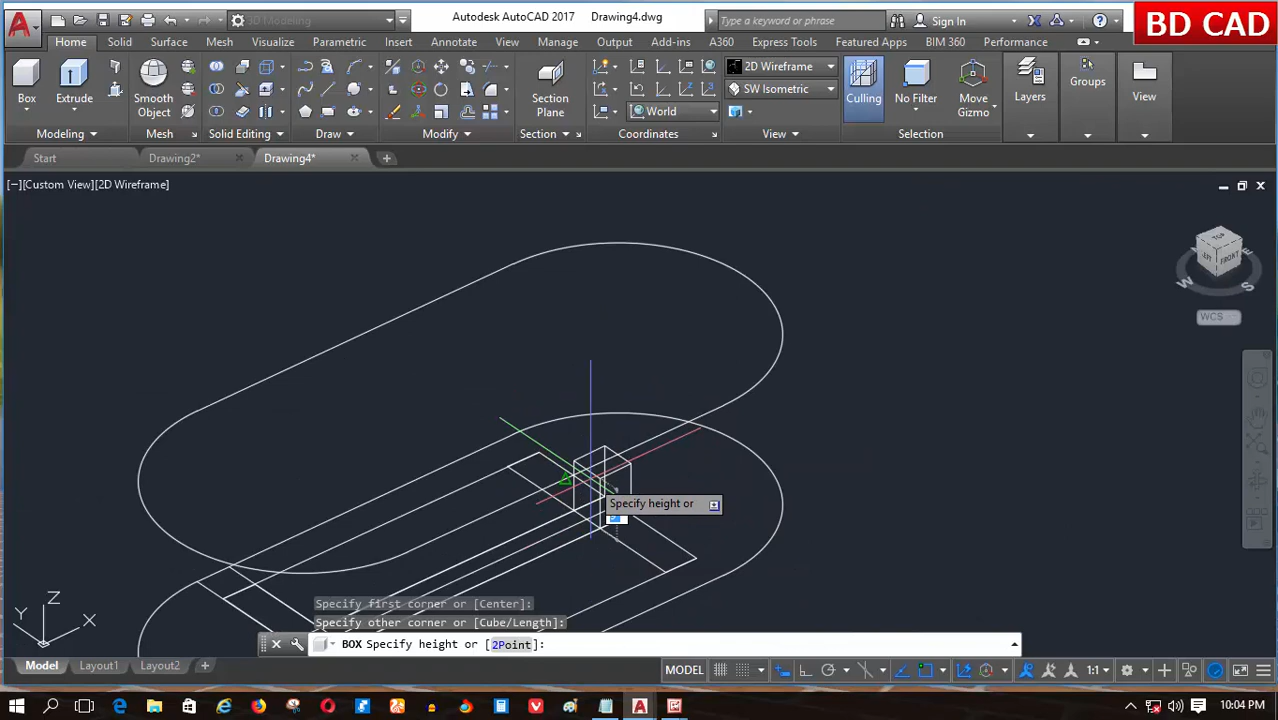 3D Modeling
Autodesk AutoCAD 2017 Drawing4.dwg
Type a keyword or phrase
Sign In
BD CAD
Home Solid Surface Mesh Visualize Parametric Insert Annotate View Manage Output Add-ins A360 Express Tools Featured Apps BIM 360 Performance
2D Wireframe
SW Isometric
World
Box Extrude Smooth Object Section Plane Culling No Filter Move Gizmo Layers Groups View
Modeling Mesh Solid Editing Draw Modify Section Coordinates View Selection
Start Drawing2* Drawing4*
[−][Custom View][2D Wireframe]
TOP
FRONT
W
S
WCS
Specify height or
Z
Y
X
Specify first corner or [Center]:
Specify other corner or [Cube/Length]:
BOX Specify height or [2Point]:
Model Layout1 Layout2
MODEL
1:1
10:04 PM